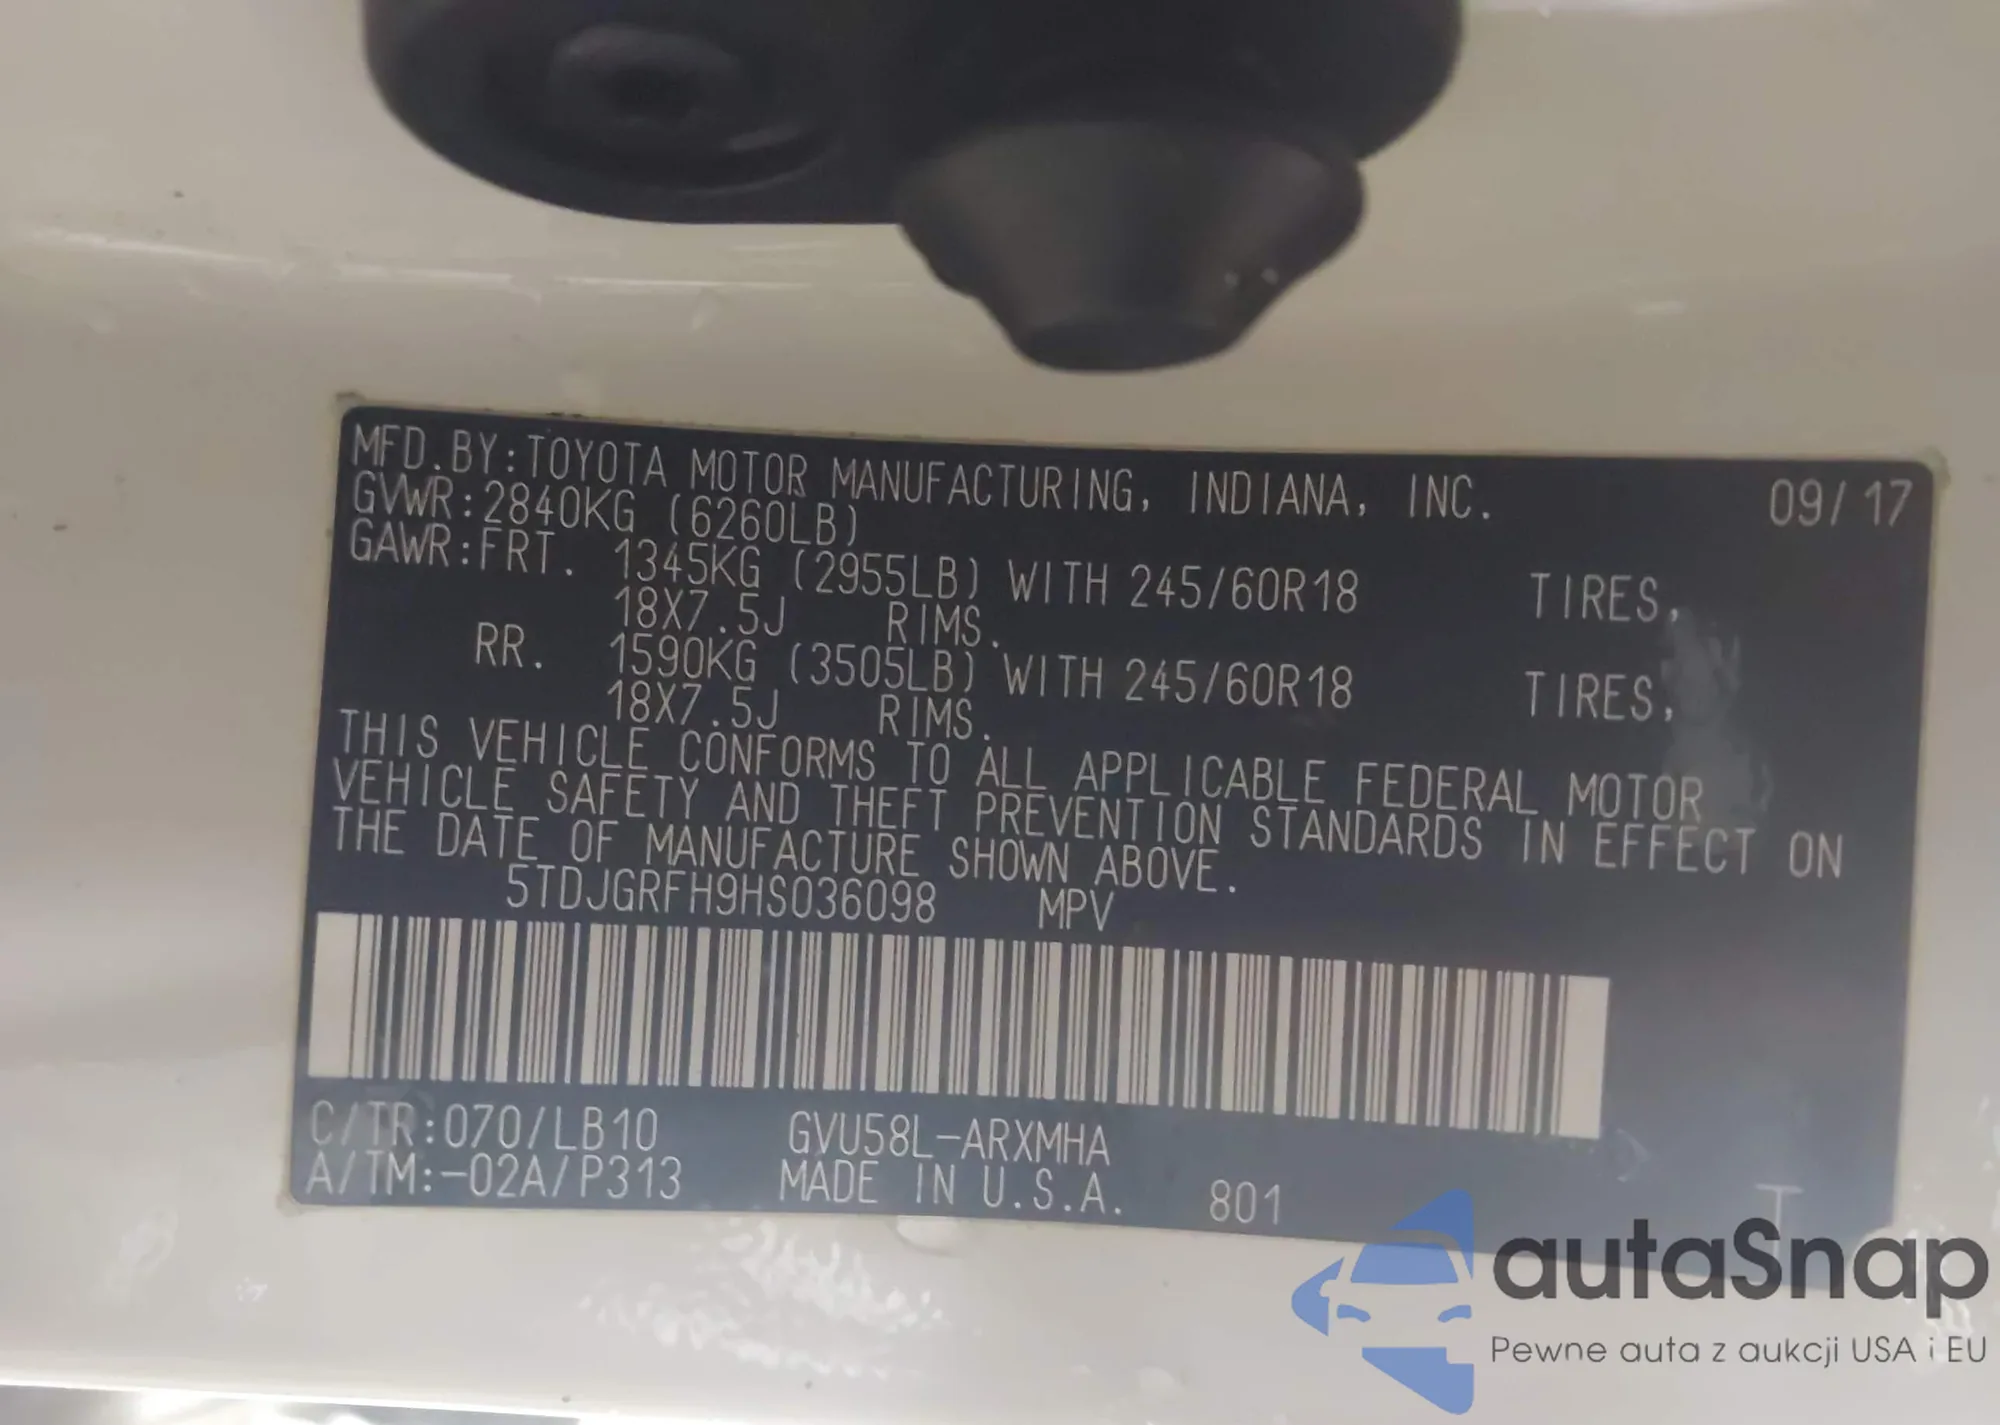 MFD.BY:TOYOTA MOTOR MANUFACTURING, INDIANA, INC. 09/17
GVWR:2840KG (6260LB)
GAWR:FRT. 1345KG (2955LB) WITH 245/60R18 TIRES,
18X7.5J RIMS.
RR. 1590KG (3505LB) WITH 245/60R18 TIRES,
18X7.5J RIMS.
THIS VEHICLE CONFORMS TO ALL APPLICABLE FEDERAL MOTOR
VEHICLE SAFETY AND THEFT PREVENTION STANDARDS IN EFFECT ON
THE DATE OF MANUFACTURE SHOWN ABOVE.
5TDJGRFH9HS036098 MPV
C/TR:070/LB10 GVU58L-ARXMHA
A/TM:-02A/P313 MADE IN U.S.A. 801 T
autaSnap
Pewne auta z aukcji USA i EU